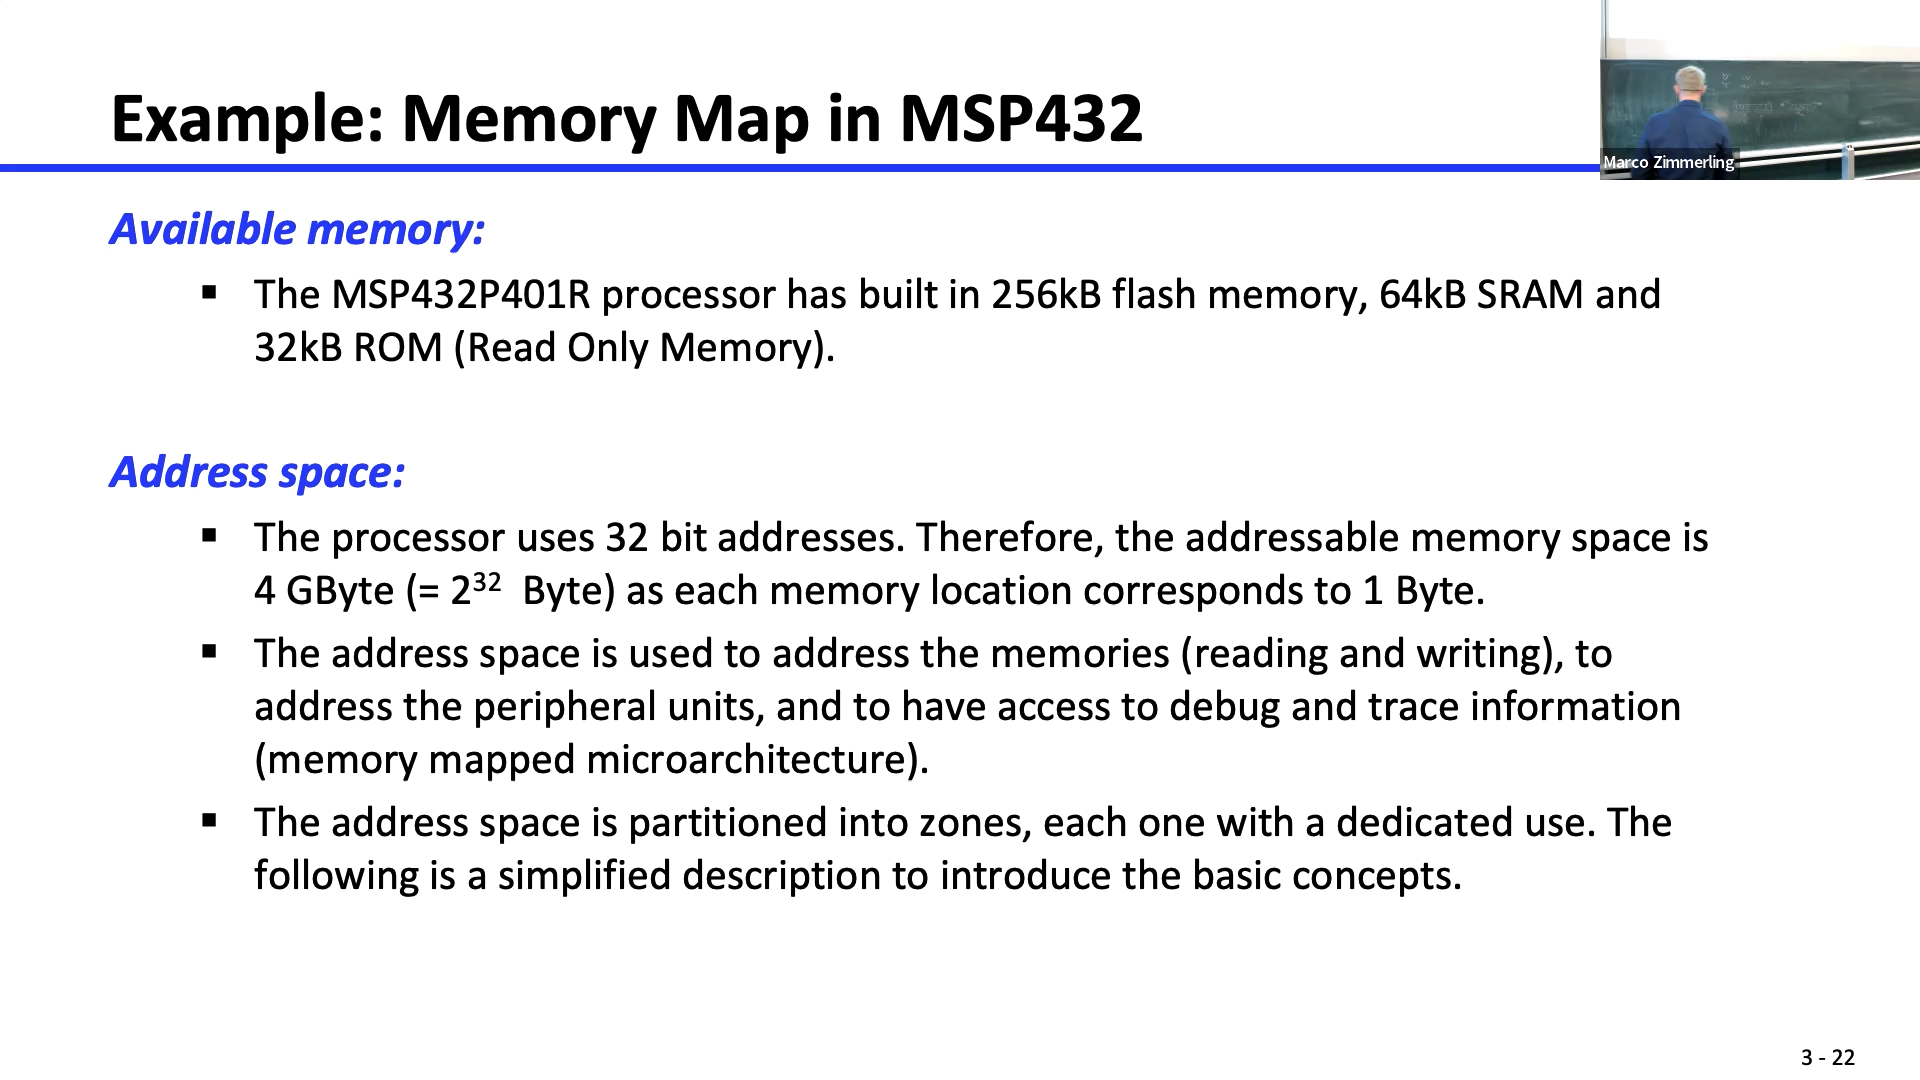 Example: Memory Map in MSP432
Marco Zimmerling
Available memory:
▪ The MSP432P401R processor has built in 256kB flash memory, 64kB SRAM and
32kB ROM (Read Only Memory).
Address space:
▪ The processor uses 32 bit addresses. Therefore, the addressable memory space is
4 GByte (= 2³² Byte) as each memory location corresponds to 1 Byte.
▪ The address space is used to address the memories (reading and writing), to
address the peripheral units, and to have access to debug and trace information
(memory mapped microarchitecture).
▪ The address space is partitioned into zones, each one with a dedicated use. The
following is a simplified description to introduce the basic concepts.
3 - 22